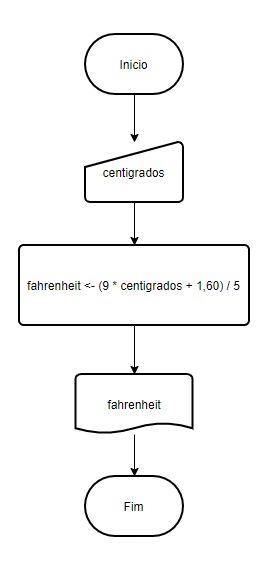 Inicio
centigrados
fahrenheit <- (9 * centigrados + 1,60) / 5
fahrenheit
Fim